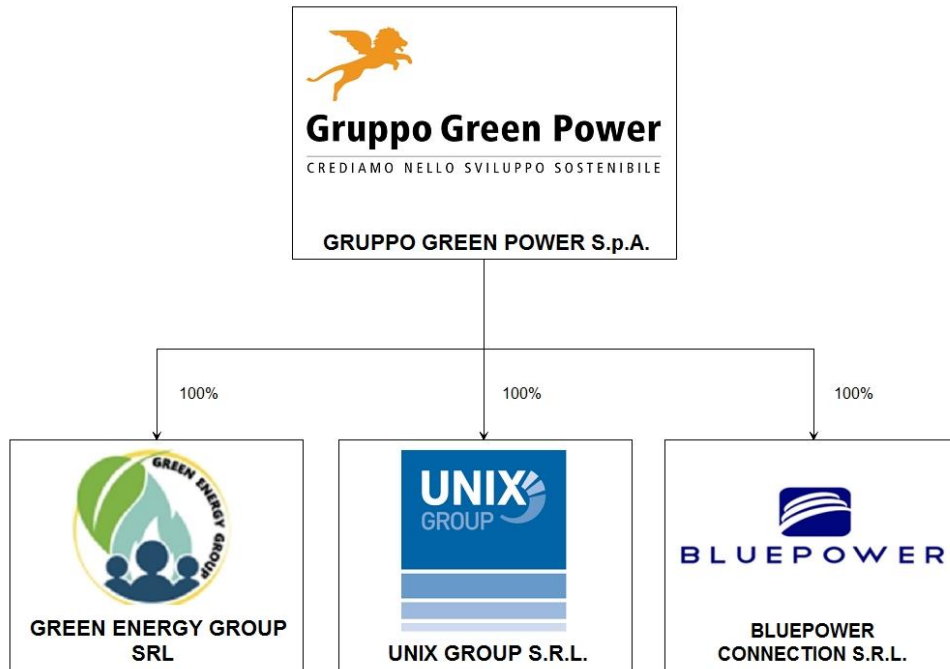 Gruppo Green Power
CREDIAMO NELLO SVILUPPO SOSTENIBILE
GRUPPO GREEN POWER S.p.A.
100%
100%
100%
GREEN ENERGY GROUP
GREEN ENERGY GROUP
SRL
UNIX
GROUP
UNIX GROUP S.R.L.
BLUEPOWER
BLUEPOWER
CONNECTION S.R.L.